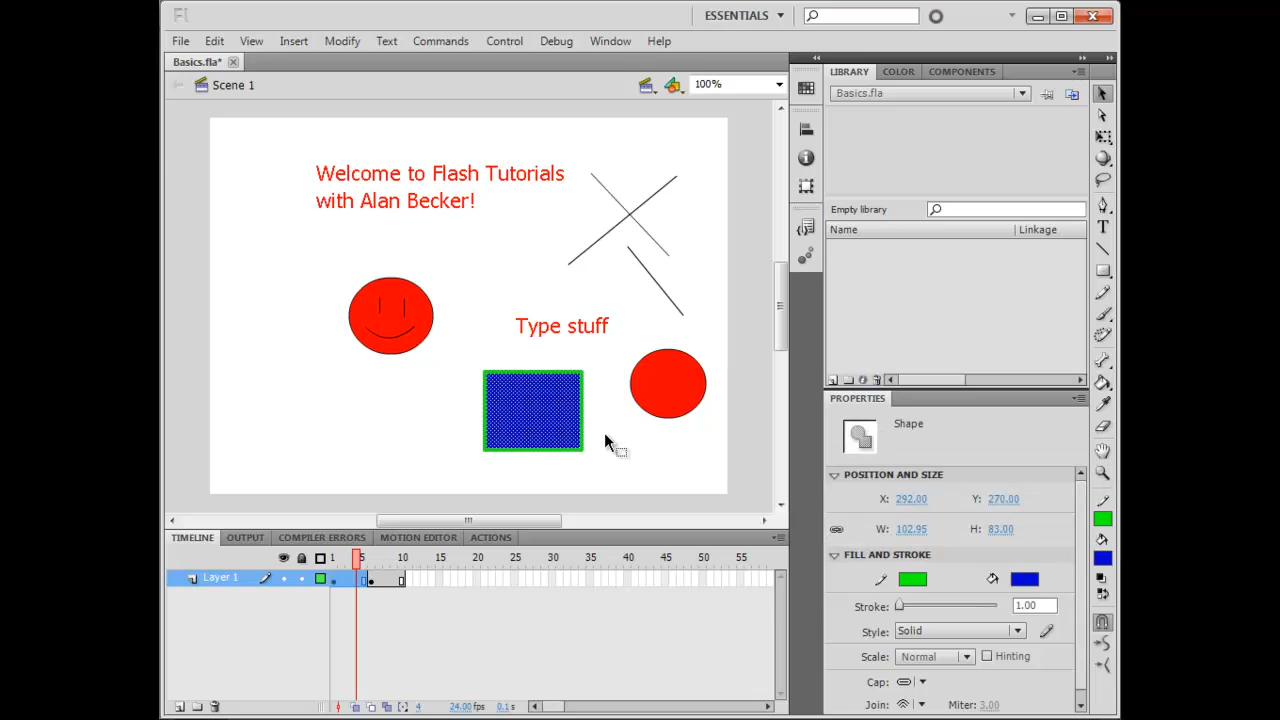 Fl
ESSENTIALS
File Edit View Insert Modify Text Commands Control Debug Window Help
Basics.fla*
Scene 1
100%
Welcome to Flash Tutorials
with Alan Becker!
Type stuff
LIBRARY COLOR COMPONENTS
Basics.fla
Empty library
Name Linkage
PROPERTIES
Shape
POSITION AND SIZE
X: 292.00 Y: 270.00
W: 102.95 H: 83.00
FILL AND STROKE
Stroke: 1.00
Style: Solid
Scale: Normal Hinting
Cap:
Join: Miter: 3.00
TIMELINE OUTPUT COMPILER ERRORS MOTION EDITOR ACTIONS
1 5 10 15 20 25 30 35 40 45 50 55
Layer 1
4 24.00 fps 0.1 s